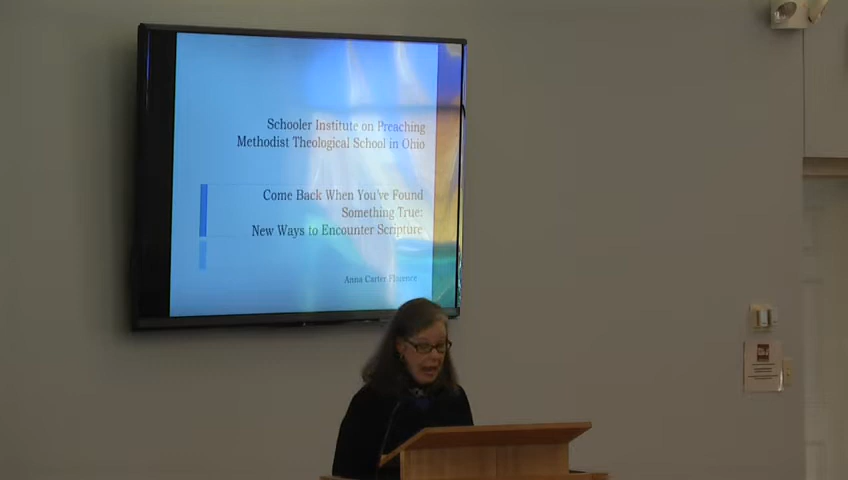 Schooler Institute on Preaching
Methodist Theological School in Ohio
Come Back When You've Found
Something True:
New Ways to Encounter Scripture
Anna Carter Florence